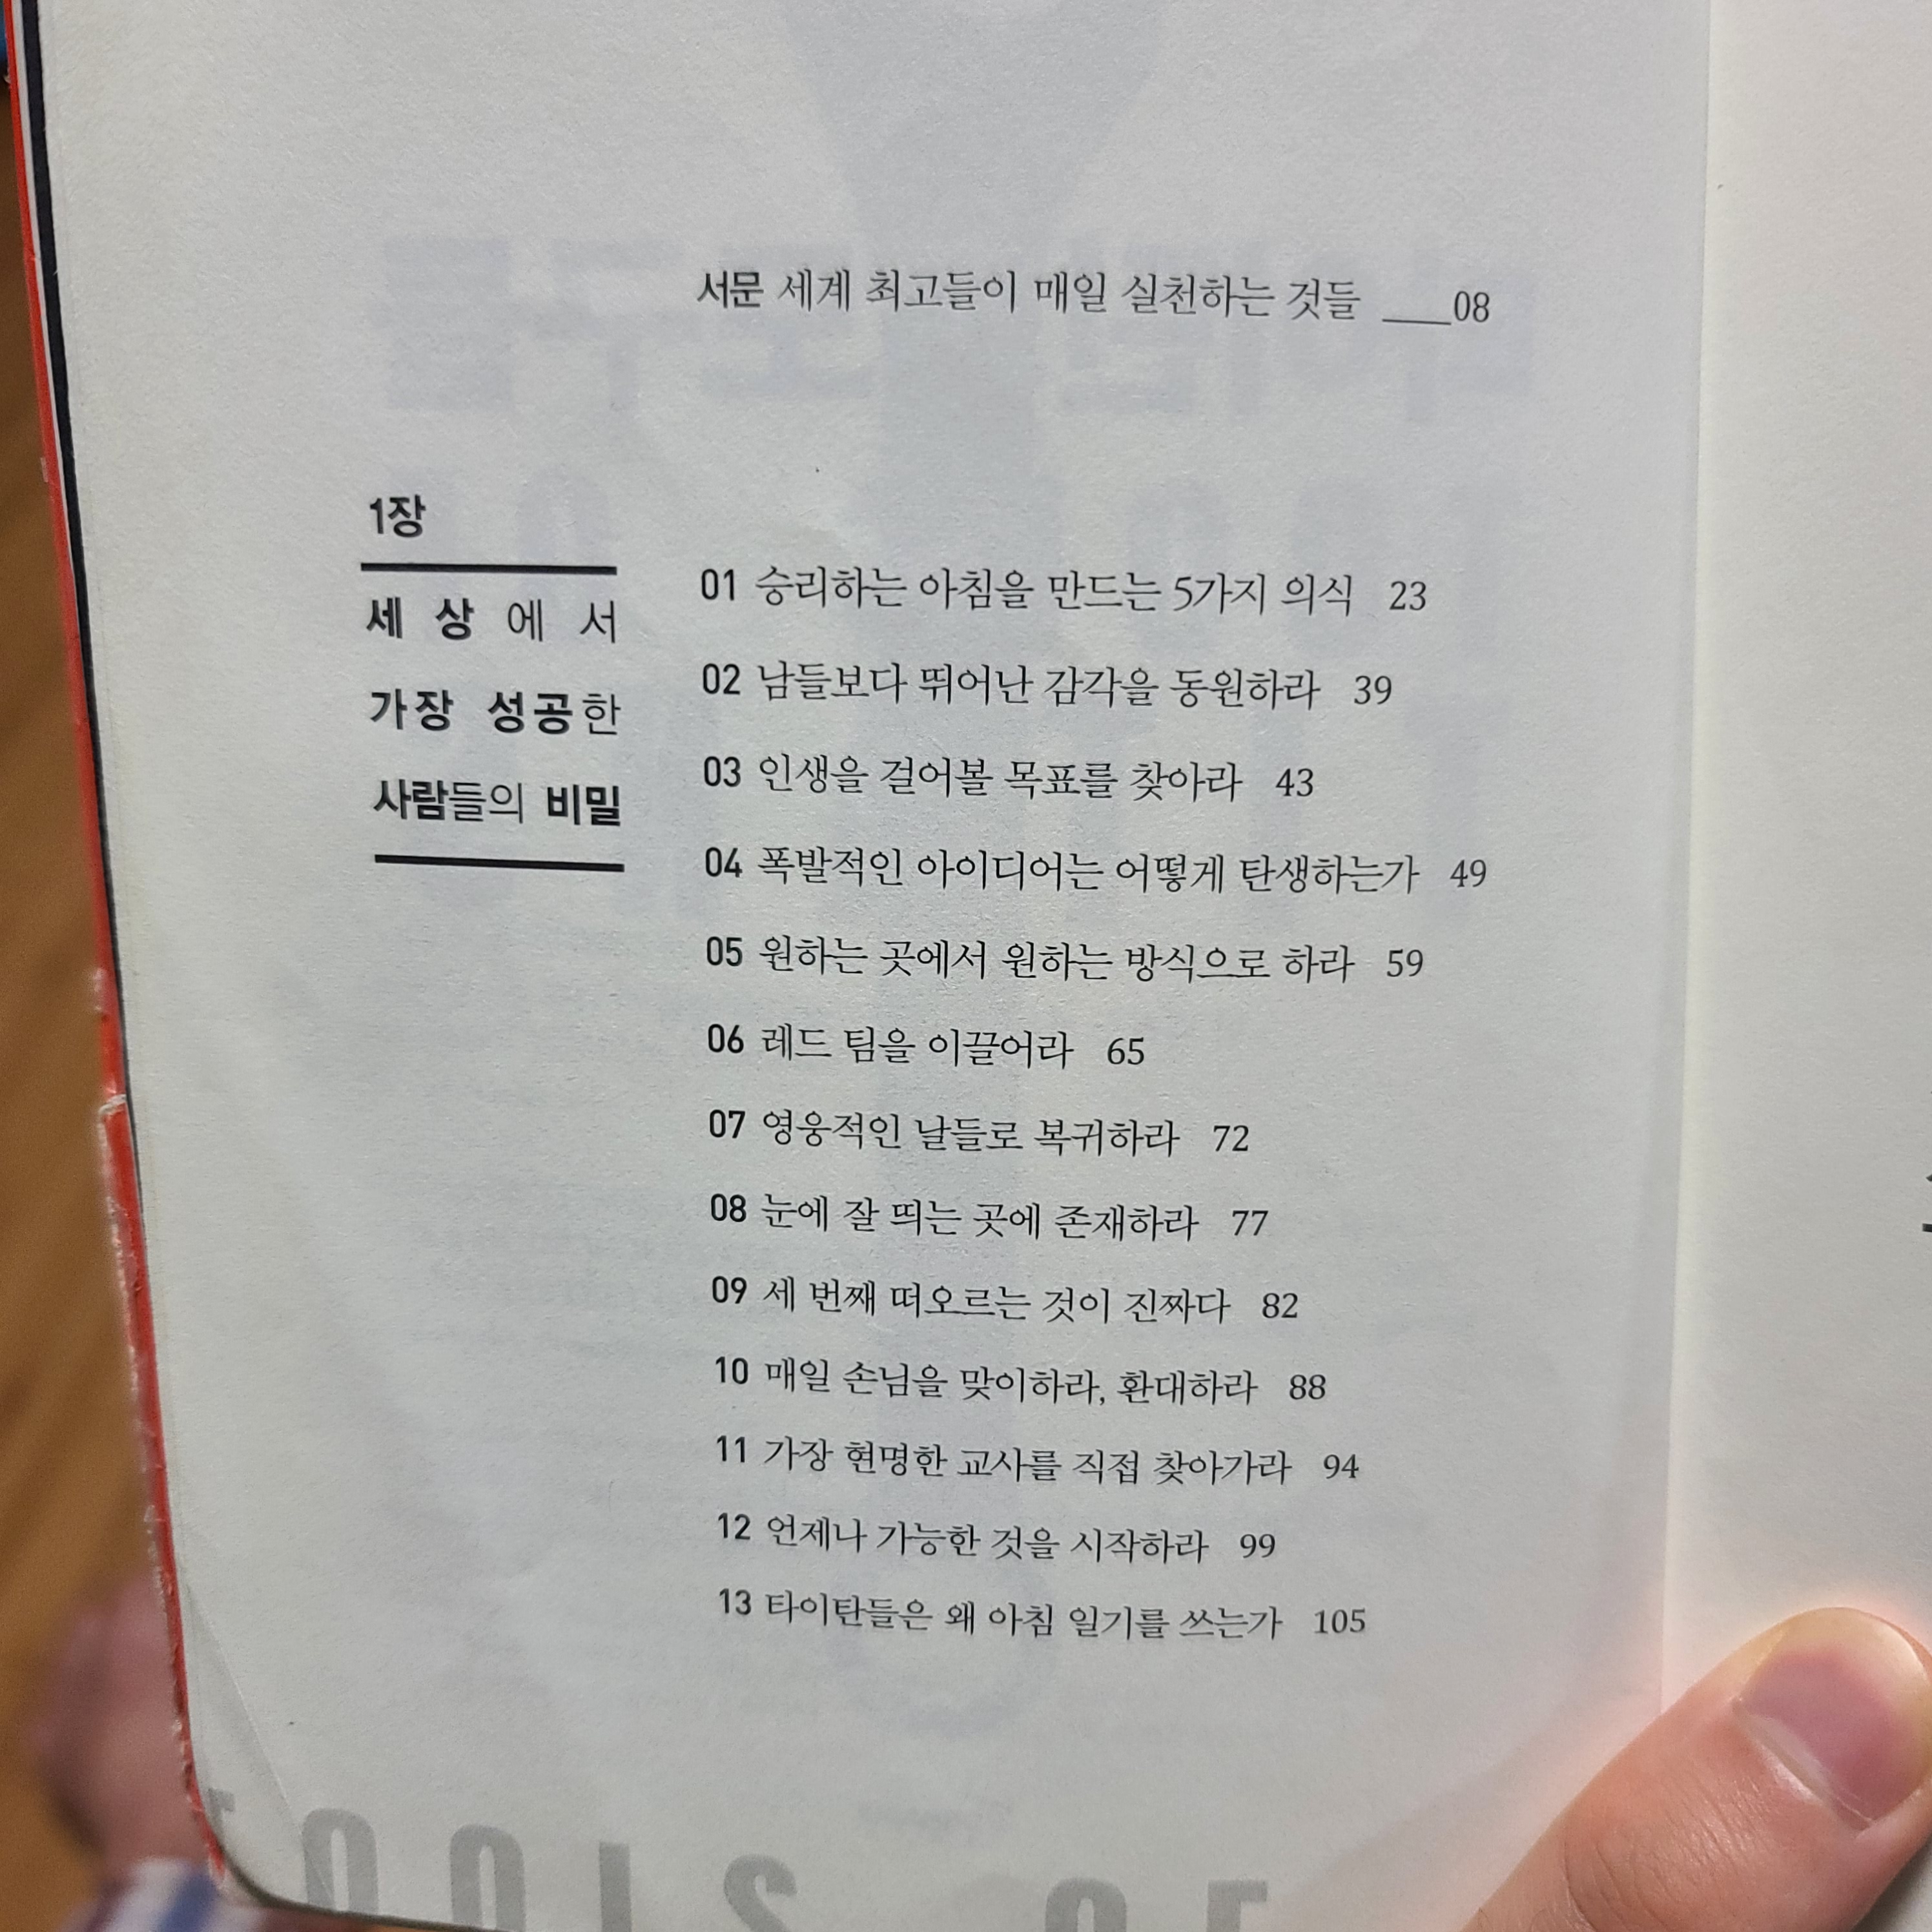 서문 세계 최고들이 매일 실천하는 것들 ___08
1장
세상에서
가장 성공한
사람들의 비밀
01 승리하는 아침을 만드는 5가지 의식 23
02 남들보다 뛰어난 감각을 동원하라 39
03 인생을 걸어볼 목표를 찾아라 43
04 폭발적인 아이디어는 어떻게 탄생하는가 49
05 원하는 곳에서 원하는 방식으로 하라 59
06 레드 팀을 이끌어라 65
07 영웅적인 날들로 복귀하라 72
08 눈에 잘 띄는 곳에 존재하라 77
09 세 번째 떠오르는 것이 진짜다 82
10 매일 손님을 맞이하라, 환대하라 88
11 가장 현명한 교사를 직접 찾아가라 94
12 언제나 가능한 것을 시작하라 99
13 타이탄들은 왜 아침 일기를 쓰는가 105